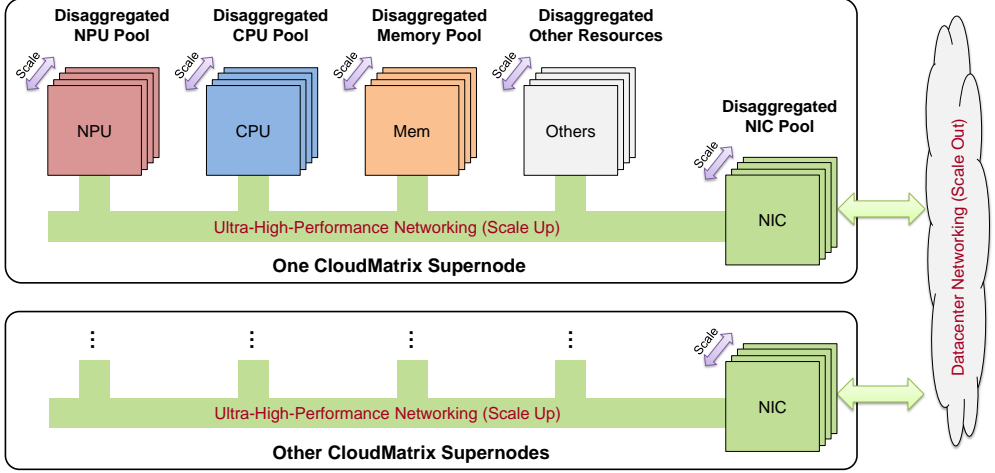 Disaggregated
NPU Pool
Disaggregated
CPU Pool
Disaggregated
Memory Pool
Disaggregated
Other Resources
Scale
Scale
Scale
Scale
NPU
CPU
Mem
Others
Disaggregated
NIC Pool
Scale
NIC
Ultra-High-Performance Networking (Scale Up)
One CloudMatrix Supernode
Datacenter Networking (Scale Out)
...
...
...
...
Scale
NIC
Ultra-High-Performance Networking (Scale Up)
Other CloudMatrix Supernodes